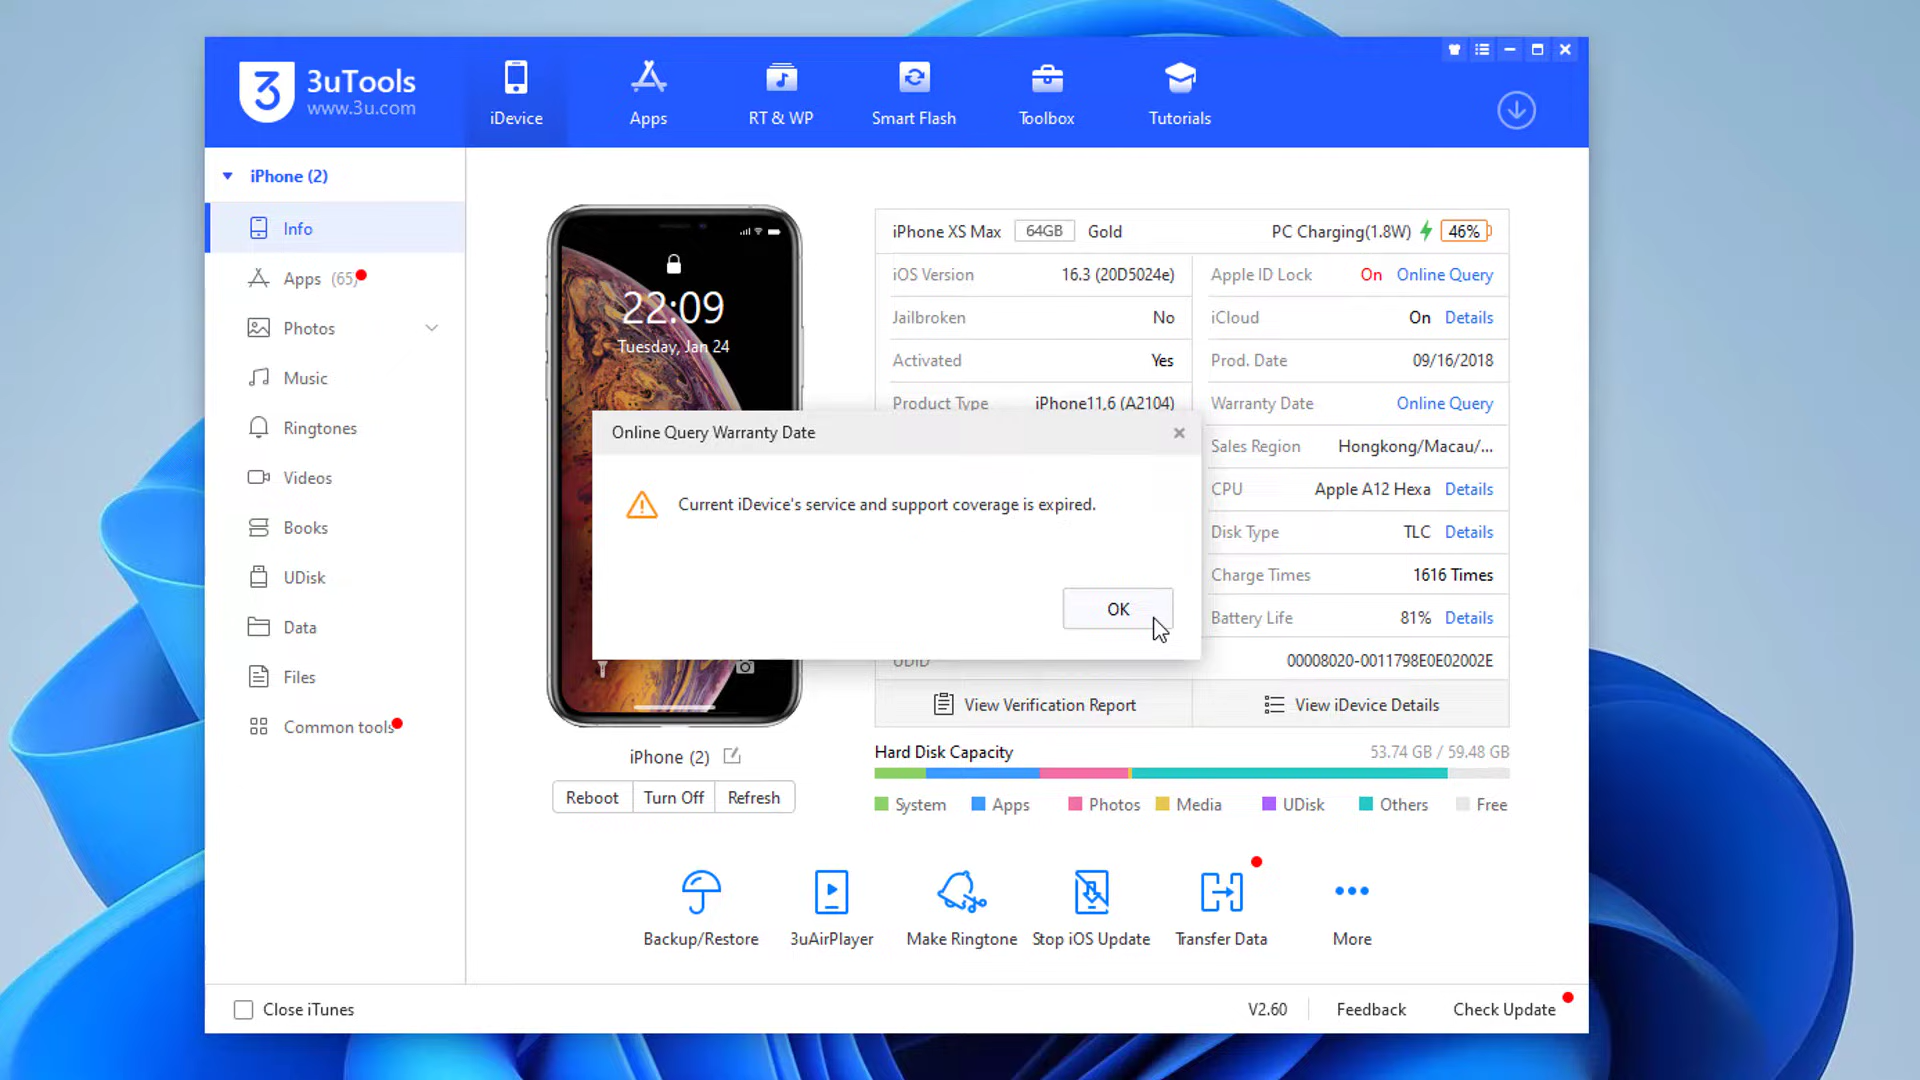 3uTools
www.3u.com
iDevice
Apps
RT & WP
Smart Flash
Toolbox
Tutorials
iPhone (2)
Info
Apps (65)
Photos
Music
Ringtones
Videos
Books
UDisk
Data
Files
Common tools
22:09
Tuesday, Jan 24
iPhone (2)
Reboot Turn Off Refresh
iPhone XS Max 64GB Gold PC Charging(1.8W) 46%
iOS Version 16.3 (20D5024e) Apple ID Lock On Online Query
Jailbroken No iCloud On Details
Activated Yes Prod. Date 09/16/2018
Product Type iPhone11,6 (A2104) Warranty Date Online Query
Sales Region Hongkong/Macau/...
CPU Apple A12 Hexa Details
Disk Type TLC Details
Charge Times 1616 Times
Battery Life 81% Details
UDID 00008020-0011798E0E02002E
View Verification Report View iDevice Details
Online Query Warranty Date
Current iDevice's service and support coverage is expired.
OK
Hard Disk Capacity 53.74 GB / 59.48 GB
System Apps Photos Media UDisk Others Free
Backup/Restore
3uAirPlayer
Make Ringtone
Stop iOS Update
Transfer Data
More
Close iTunes
V2.60 Feedback Check Update